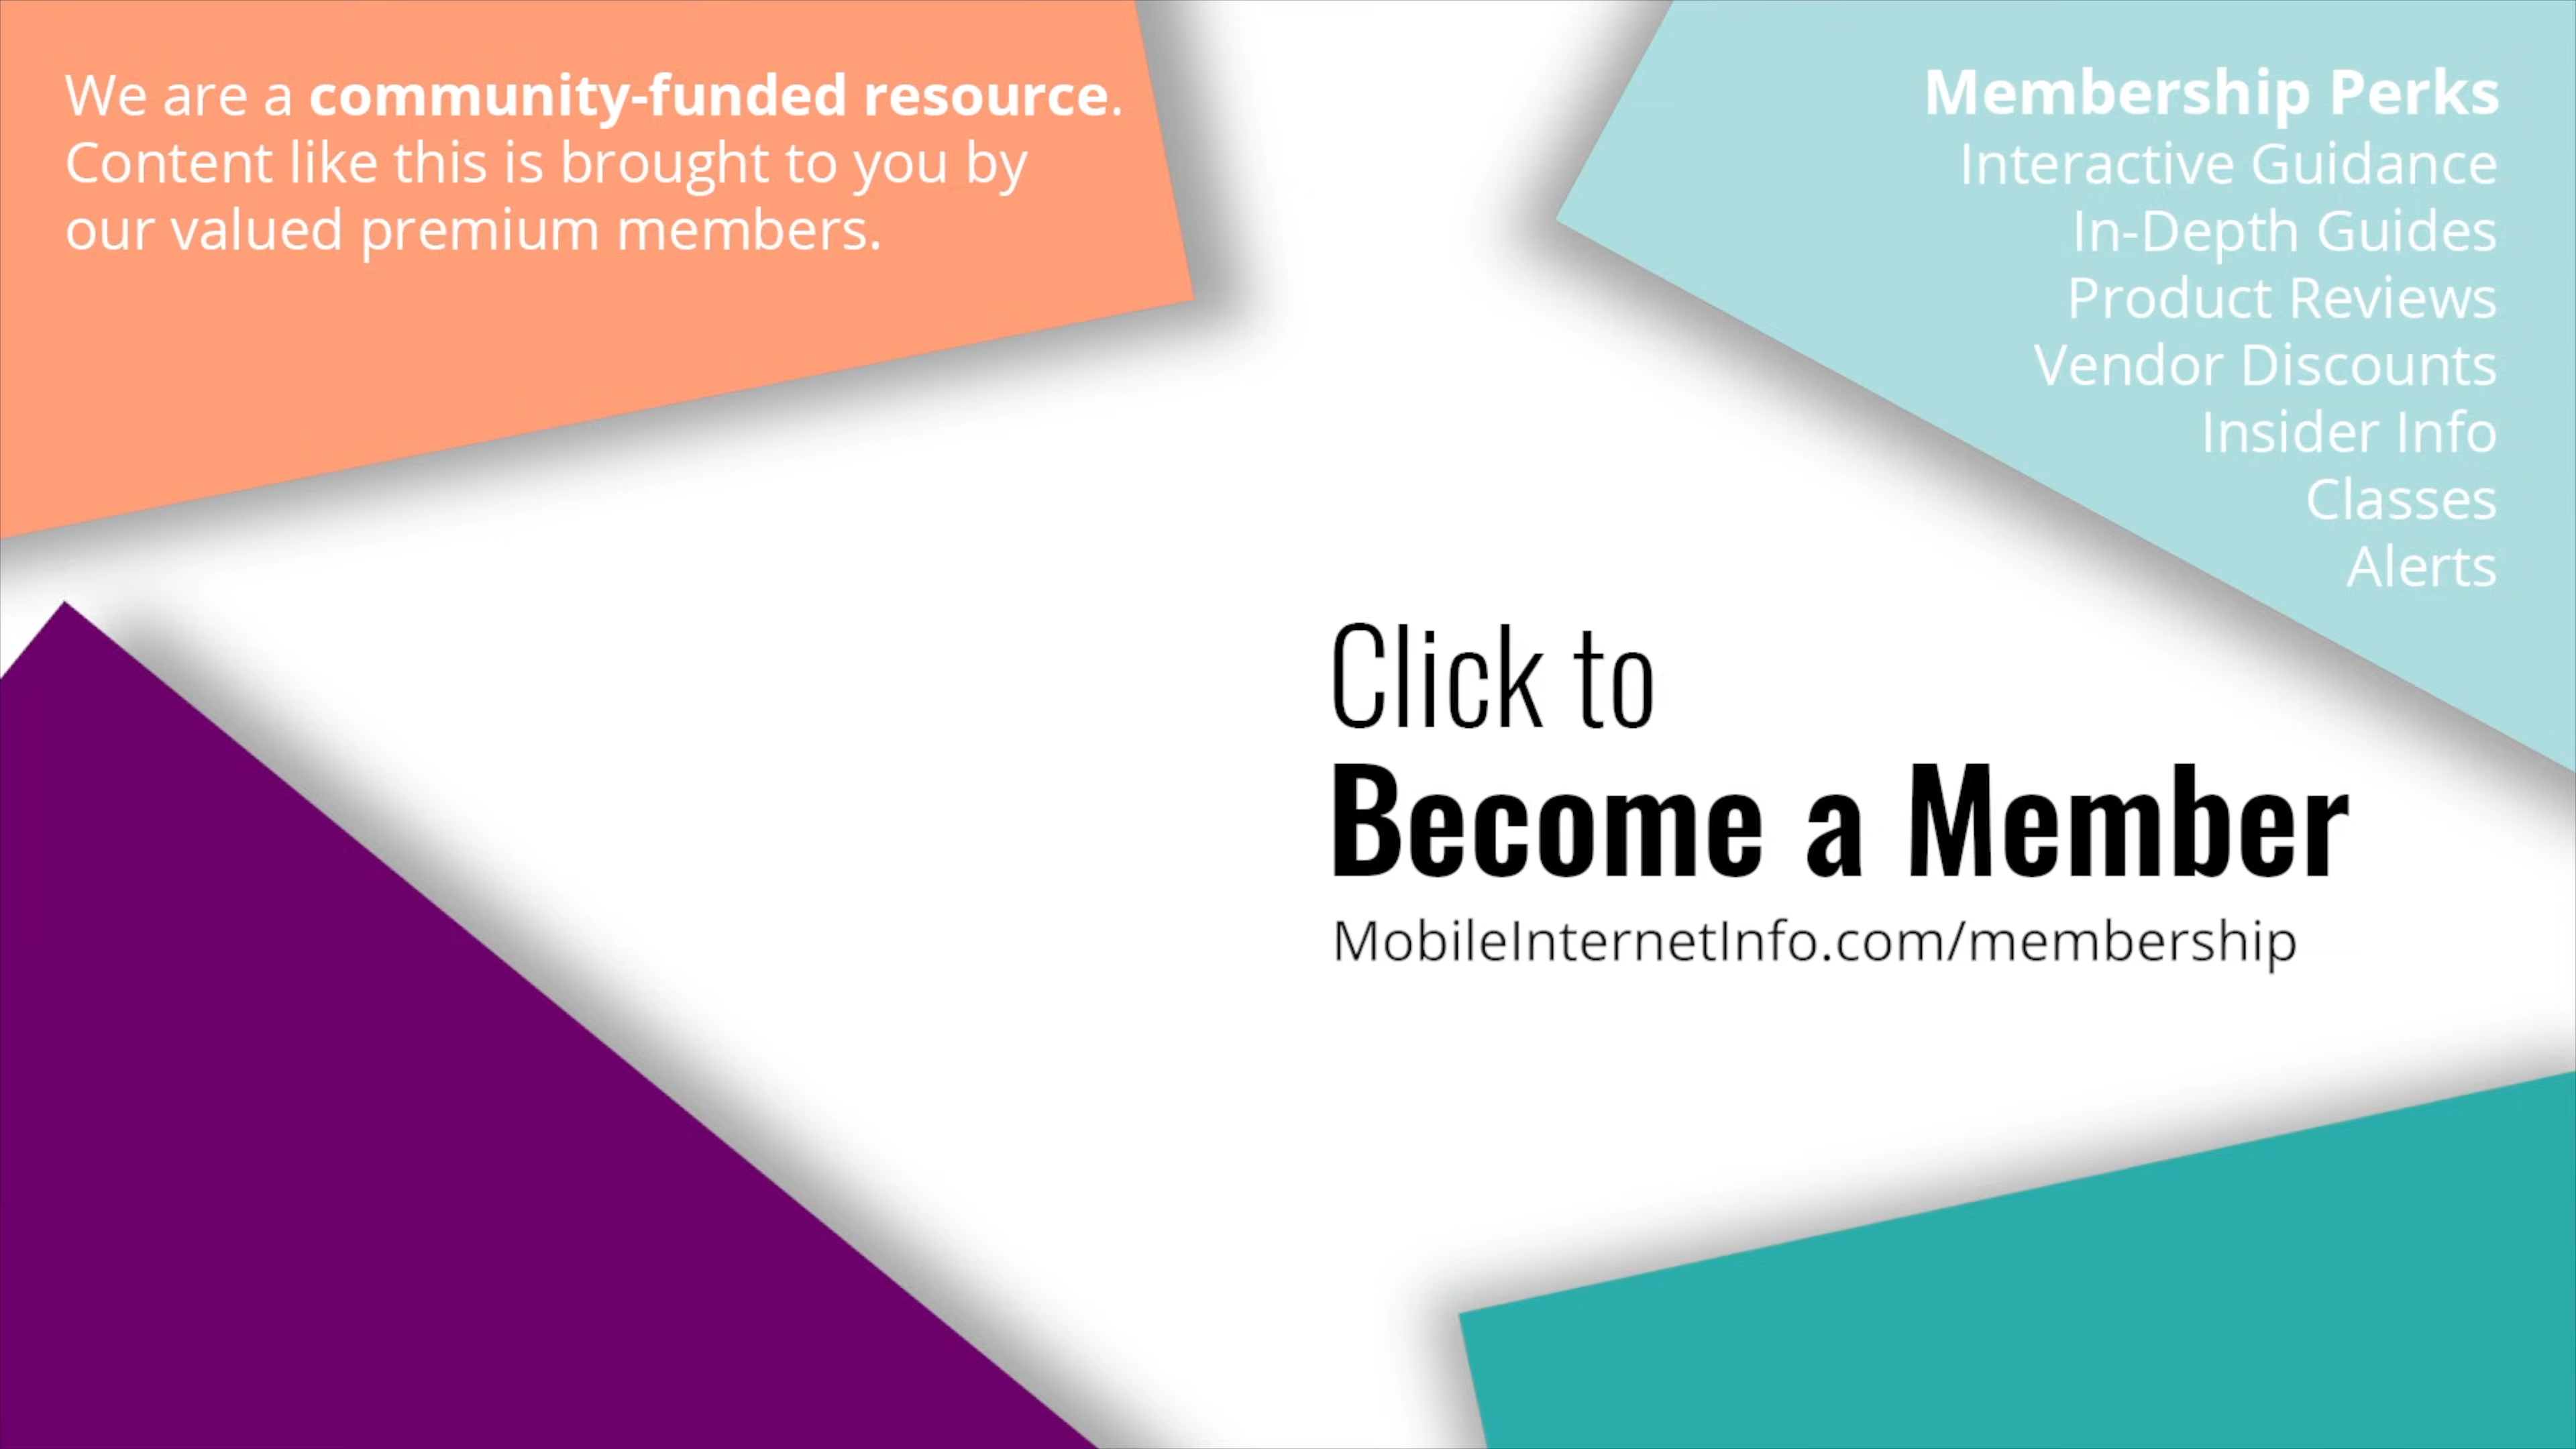 We are a community-funded resource.
Content like this is brought to you by
our valued premium members.
Membership Perks
Interactive Guidance
In-Depth Guides
Product Reviews
Vendor Discounts
Insider Info
Classes
Alerts
Click to
Become a Member
MobileInternetInfo.com/membership